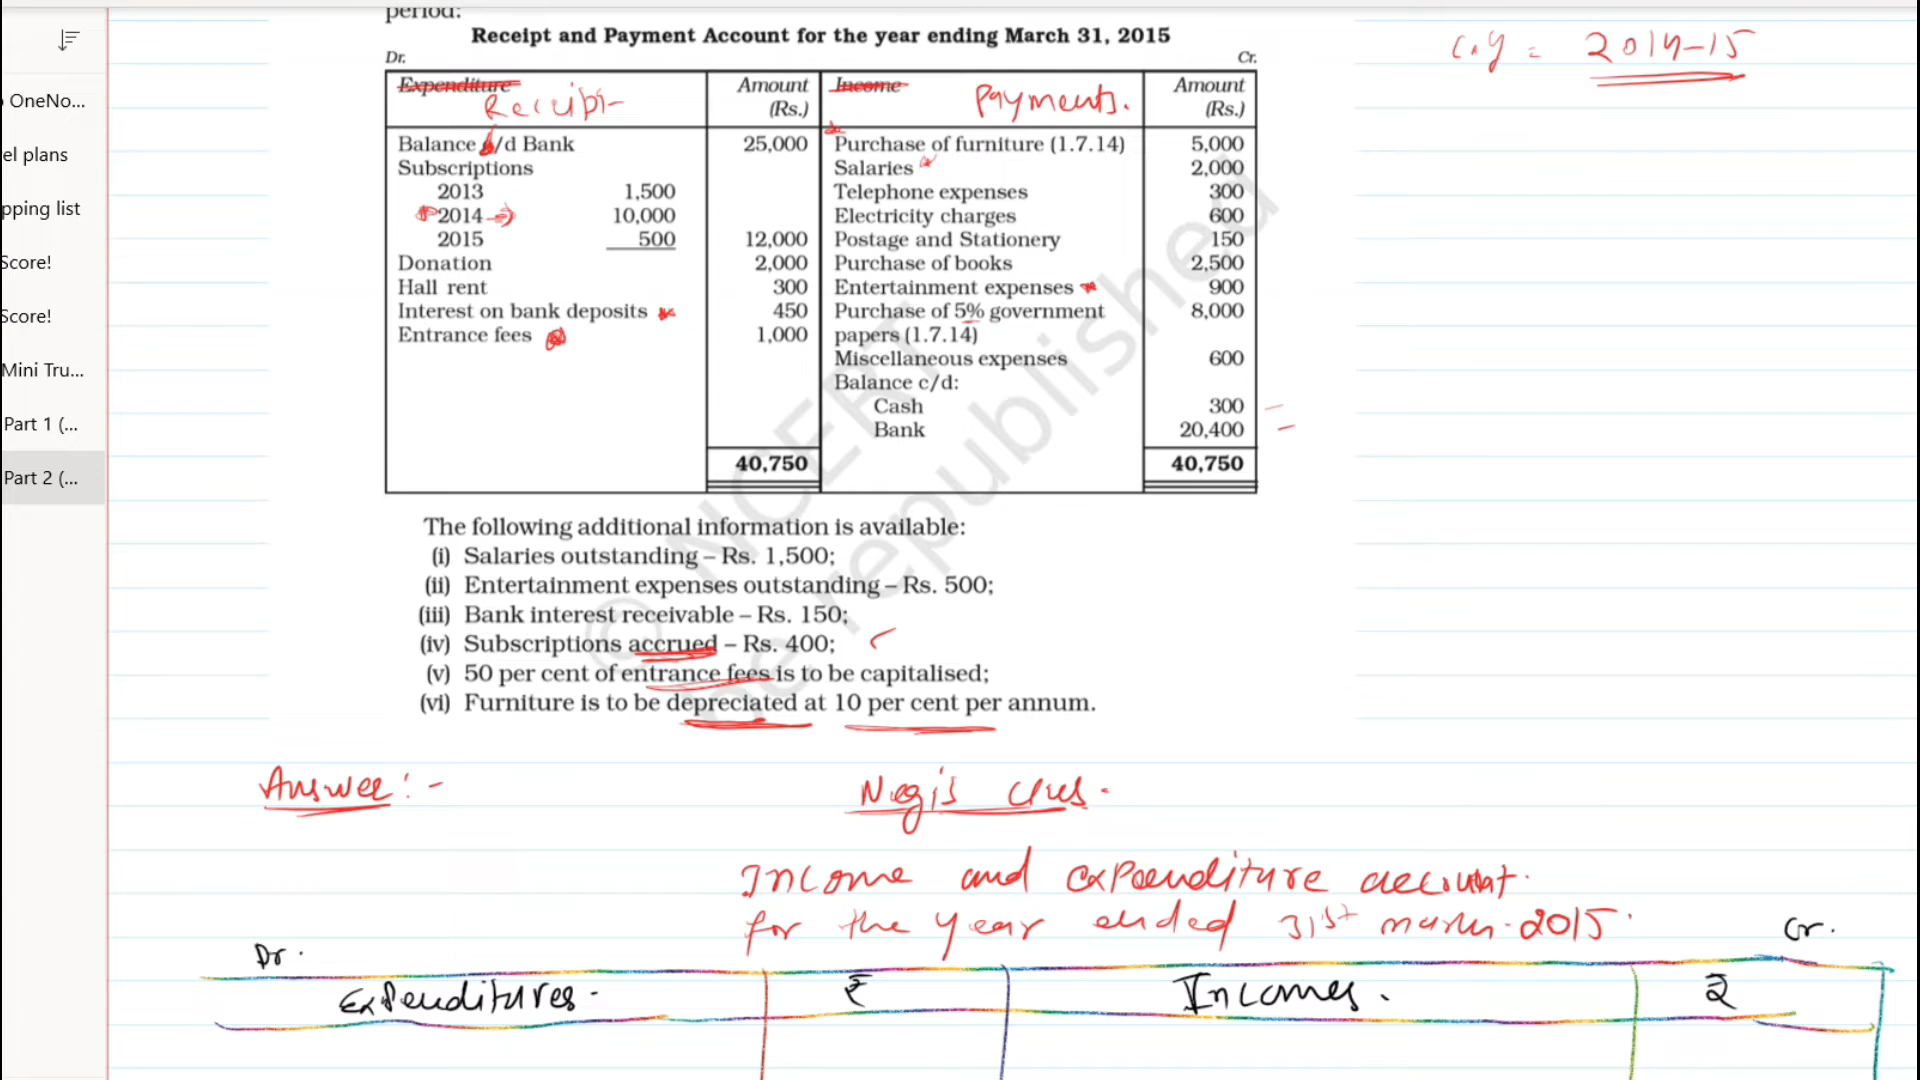 period:
Receipt and Payment Account for the year ending March 31, 2015
C.Y = 2014-15
Dr. Cr.
Expenditure Receipt Amount (Rs.) Income Payments. Amount (Rs.)
Balance b/d Bank 25,000 Purchase of furniture (1.7.14) 5,000
Subscriptions Salaries 2,000
2013 1,500 Telephone expenses 300
2014 10,000 Electricity charges 600
2015 500 12,000 Postage and Stationery 150
Donation 2,000 Purchase of books 2,500
Hall rent 300 Entertainment expenses 900
Interest on bank deposits 450 Purchase of 5% government 8,000
Entrance fees 1,000 papers (1.7.14)
Miscellaneous expenses 600
Balance c/d:
Cash 300
Bank 20,400
40,750 40,750
© NCERT
be republished
The following additional information is available:
(i) Salaries outstanding – Rs. 1,500;
(ii) Entertainment expenses outstanding – Rs. 500;
(iii) Bank interest receivable – Rs. 150;
(iv) Subscriptions accrued – Rs. 400;
(v) 50 per cent of entrance fees is to be capitalised;
(vi) Furniture is to be depreciated at 10 per cent per annum.
Answer:-
Negi's
Income and expenditure account.
for the year ended 31st march-2015.
Dr. Cr.
Expenditures. ₹ Incomes. ₹
OneNo...
el plans
pping list
Score!
Score!
Mini Tru...
Part 1 (...
Part 2 (...